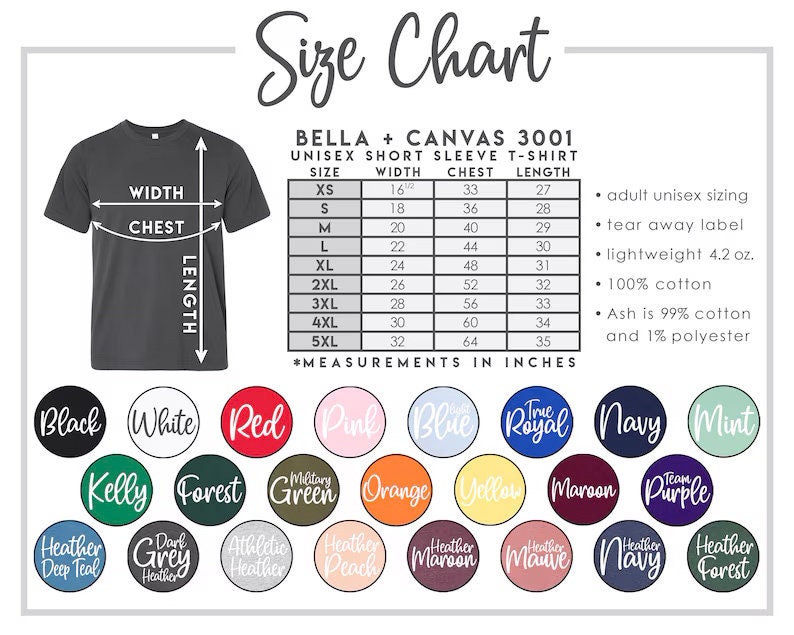 Size Chart
WIDTH
CHEST
LENGTH
BELLA + CANVAS 3001
UNISEX SHORT SLEEVE T-SHIRT
SIZE WIDTH CHEST LENGTH
XS 16 1/2 33 27
S 18 36 28
M 20 40 29
L 22 44 30
XL 24 48 31
2XL 26 52 32
3XL 28 56 33
4XL 30 60 34
5XL 32 64 35
*MEASUREMENTS IN INCHES
• adult unisex sizing
• tear away label
• lightweight 4.2 oz.
• 100% cotton
• Ash is 99% cotton
and 1% polyester
Black
White
Red
Pink
Light
Blue
True
Royal
Navy
Mint
Kelly
Forest
Military
Green
Orange
Yellow
Maroon
Team
Purple
Heather
Deep Teal
Dark
Grey
Heather
Athletic
Heather
Heather
Peach
Heather
Maroon
Heather
Mauve
Heather
Navy
Heather
Forest